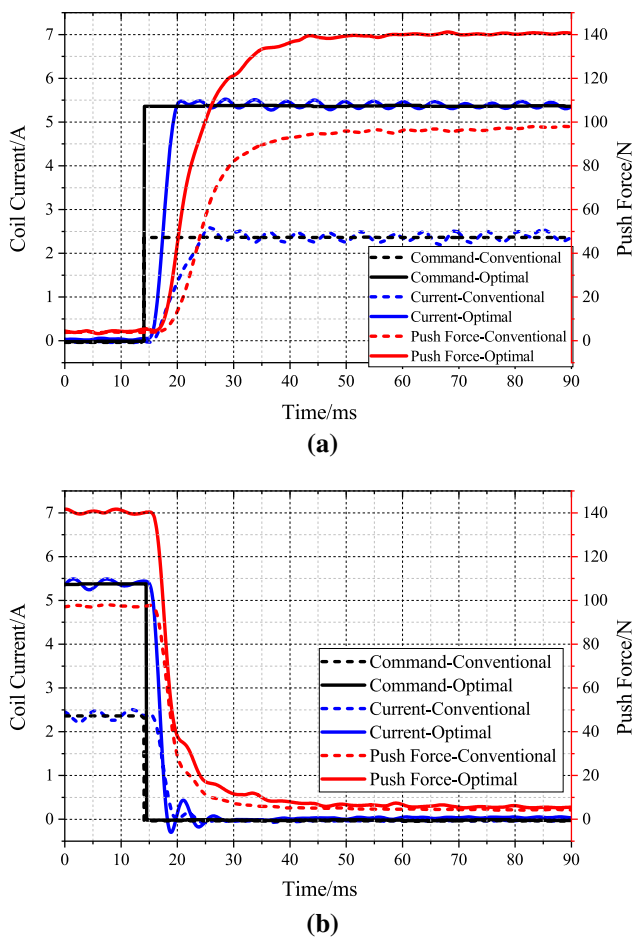 7
6
5
4
3
2
1
0
Coil Current/A
140
120
100
80
60
40
20
0
Push Force/N
Command-Conventional
Command-Optimal
Current-Conventional
Current-Optimal
Push Force-Conventional
Push Force-Optimal
0 10 20 30 40 50 60 70 80 90
Time/ms
(a)
7
6
5
4
3
2
1
0
Coil Current/A
140
120
100
80
60
40
20
0
Push Force/N
Command-Conventional
Command-Optimal
Current-Conventional
Current-Optimal
Push Force-Conventional
Push Force-Optimal
0 10 20 30 40 50 60 70 80 90
Time/ms
(b)